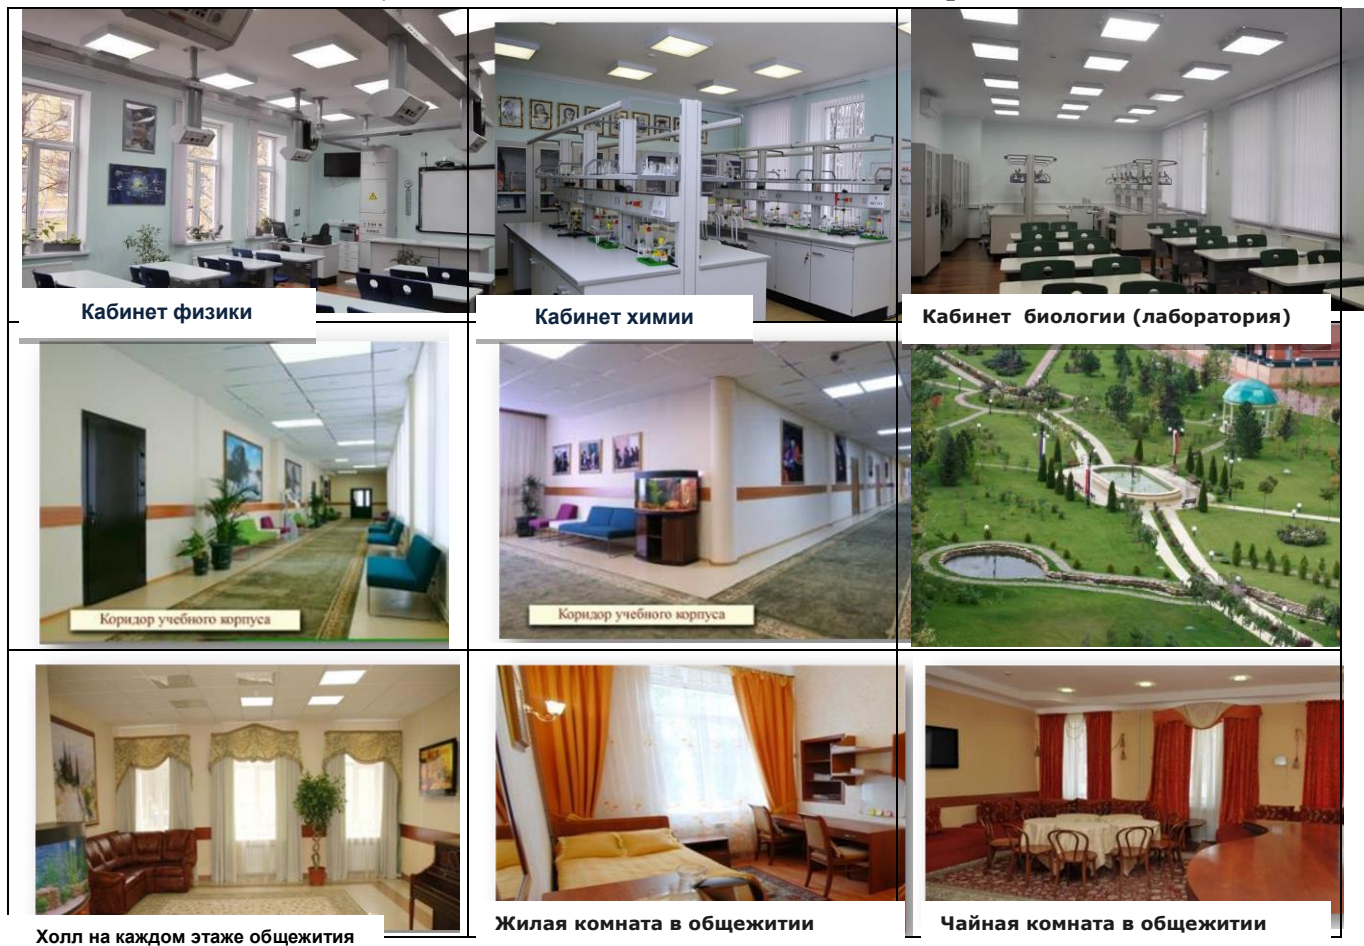 Кабинет физики
Кабинет химии
Кабинет  биологии (лаборатория)
Коридор учебного корпуса
Коридор учебного корпуса
Холл на каждом этаже общежития
Жилая комната в общежитии
Чайная комната в общежитии